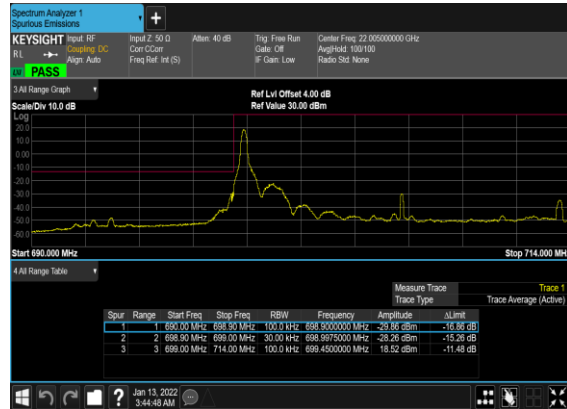 Spectrum Analyzer 1
Spurious Emissions
KEYSIGHT Input: RF Input Z: 50 Ω Atten: 40 dB Trig: Free Run Center Freq: 22.005000000 GHz
RL Coupling: DC Corr CCorr Gate: Off Avg|Hold: 100/100
Align: Auto Freq Ref: Int (S) IF Gain: Low Radio Std: None
LW PASS
3 All Range Graph
Ref Lvl Offset 4.00 dB
Scale/Div 10.0 dB Ref Value 30.00 dBm
Log
20.0
10.0
0.00
-10.0
-20.0
-30.0
-40.0
-50.0
-60.0
Start 690.000 MHz Stop 714.000 MH
4 All Range Table
Measure Trace Trace 1
Trace Type Trace Average (Active)
Spur Range Start Freq Stop Freq RBW Frequency Amplitude ΔLimit
1 1 690.00 MHz 698.90 MHz 100.0 kHz 698.9000000 MHz -29.86 dBm -16.86 dB
2 2 698.90 MHz 699.00 MHz 30.00 kHz 698.9975000 MHz -28.26 dBm -15.26 dB
3 3 699.00 MHz 714.00 MHz 100.0 kHz 699.4500000 MHz 18.52 dBm -11.48 dB
? Jan 13, 2022
3:44:48 AM